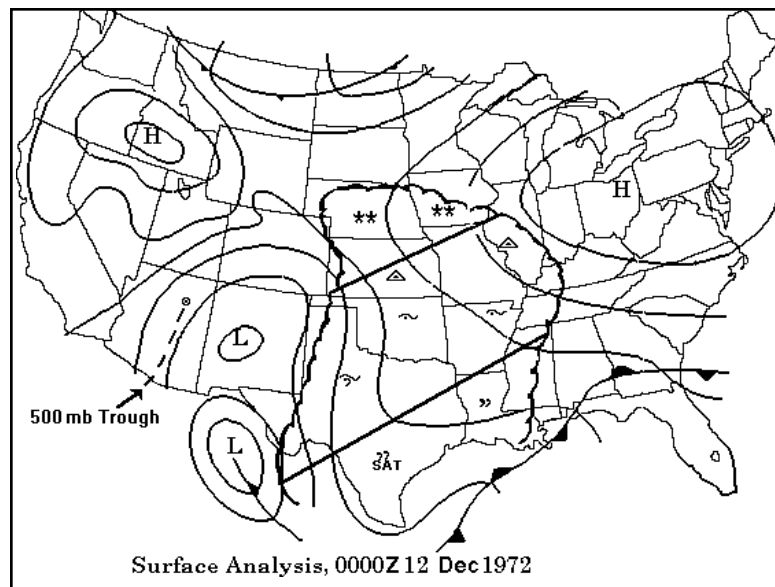 H
H
**
**
L
500 mb Trough
L
,,
??
SAT
Surface Analysis, 0000Z 12 Dec 1972